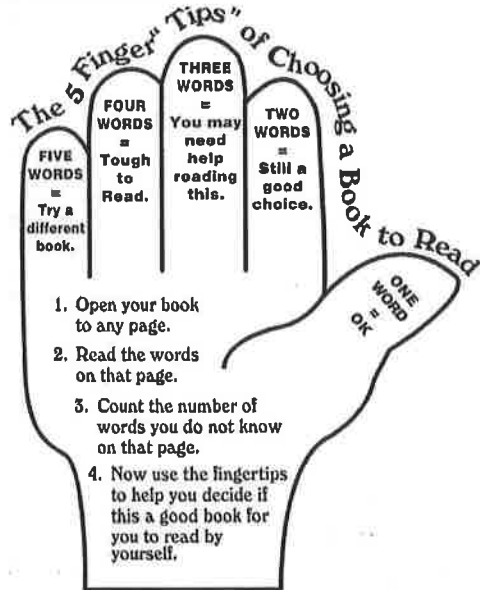 The 5 Finger "Tips" of Choosing a Book to Read
FIVE
WORDS
=
Try a
different
book.
FOUR
WORDS
=
Tough
to
Read.
THREE
WORDS
=
You may
need
help
reading
this.
TWO
WORDS
=
Still a
good
choice.
ONE
WORD
=
OK
1. Open your book
to any page.
2. Read the words
on that page.
3. Count the number of
words you do not know
on that page.
4. Now use the fingertips
to help you decide if
this a good book for
you to read by
yourself.